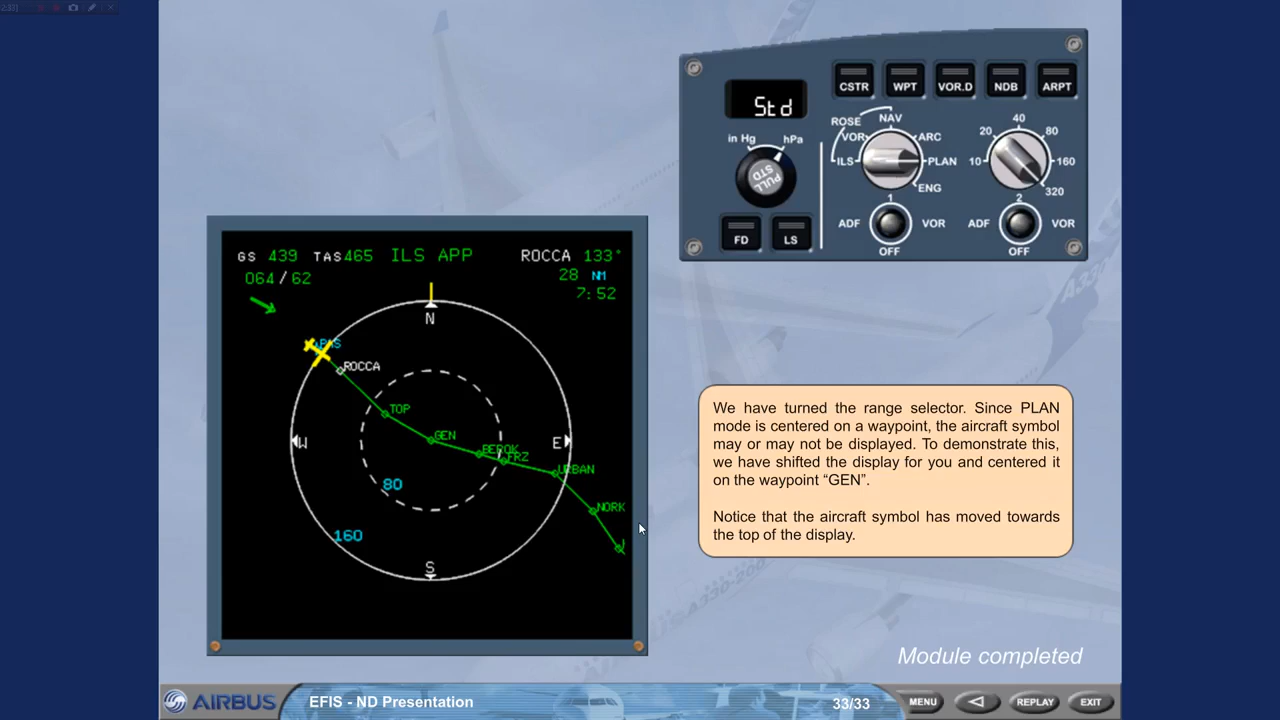 Std
in Hg
hPa
PULL
STD
FD
LS
CSTR
WPT
VOR.D
NDB
ARPT
ROSE
NAV
VOR
ARC
ILS
PLAN
ENG
10
20
40
80
160
320
1
ADF
VOR
OFF
2
ADF
VOR
OFF
GS 439 TAS465 ILS APP ROCCA 133°
064/62 28 NM
7:52
N
ROCCA
TOP
GEN
W
E
FRZ
URBAN
80
NORK
160
S
We have turned the range selector. Since PLAN
mode is centered on a waypoint, the aircraft symbol
may or may not be displayed. To demonstrate this,
we have shifted the display for you and centered it
on the waypoint “GEN”.
Notice that the aircraft symbol has moved towards
the top of the display.
A330-200
Module completed
AIRBUS
EFIS - ND Presentation
33/33
MENU
REPLAY
EXIT